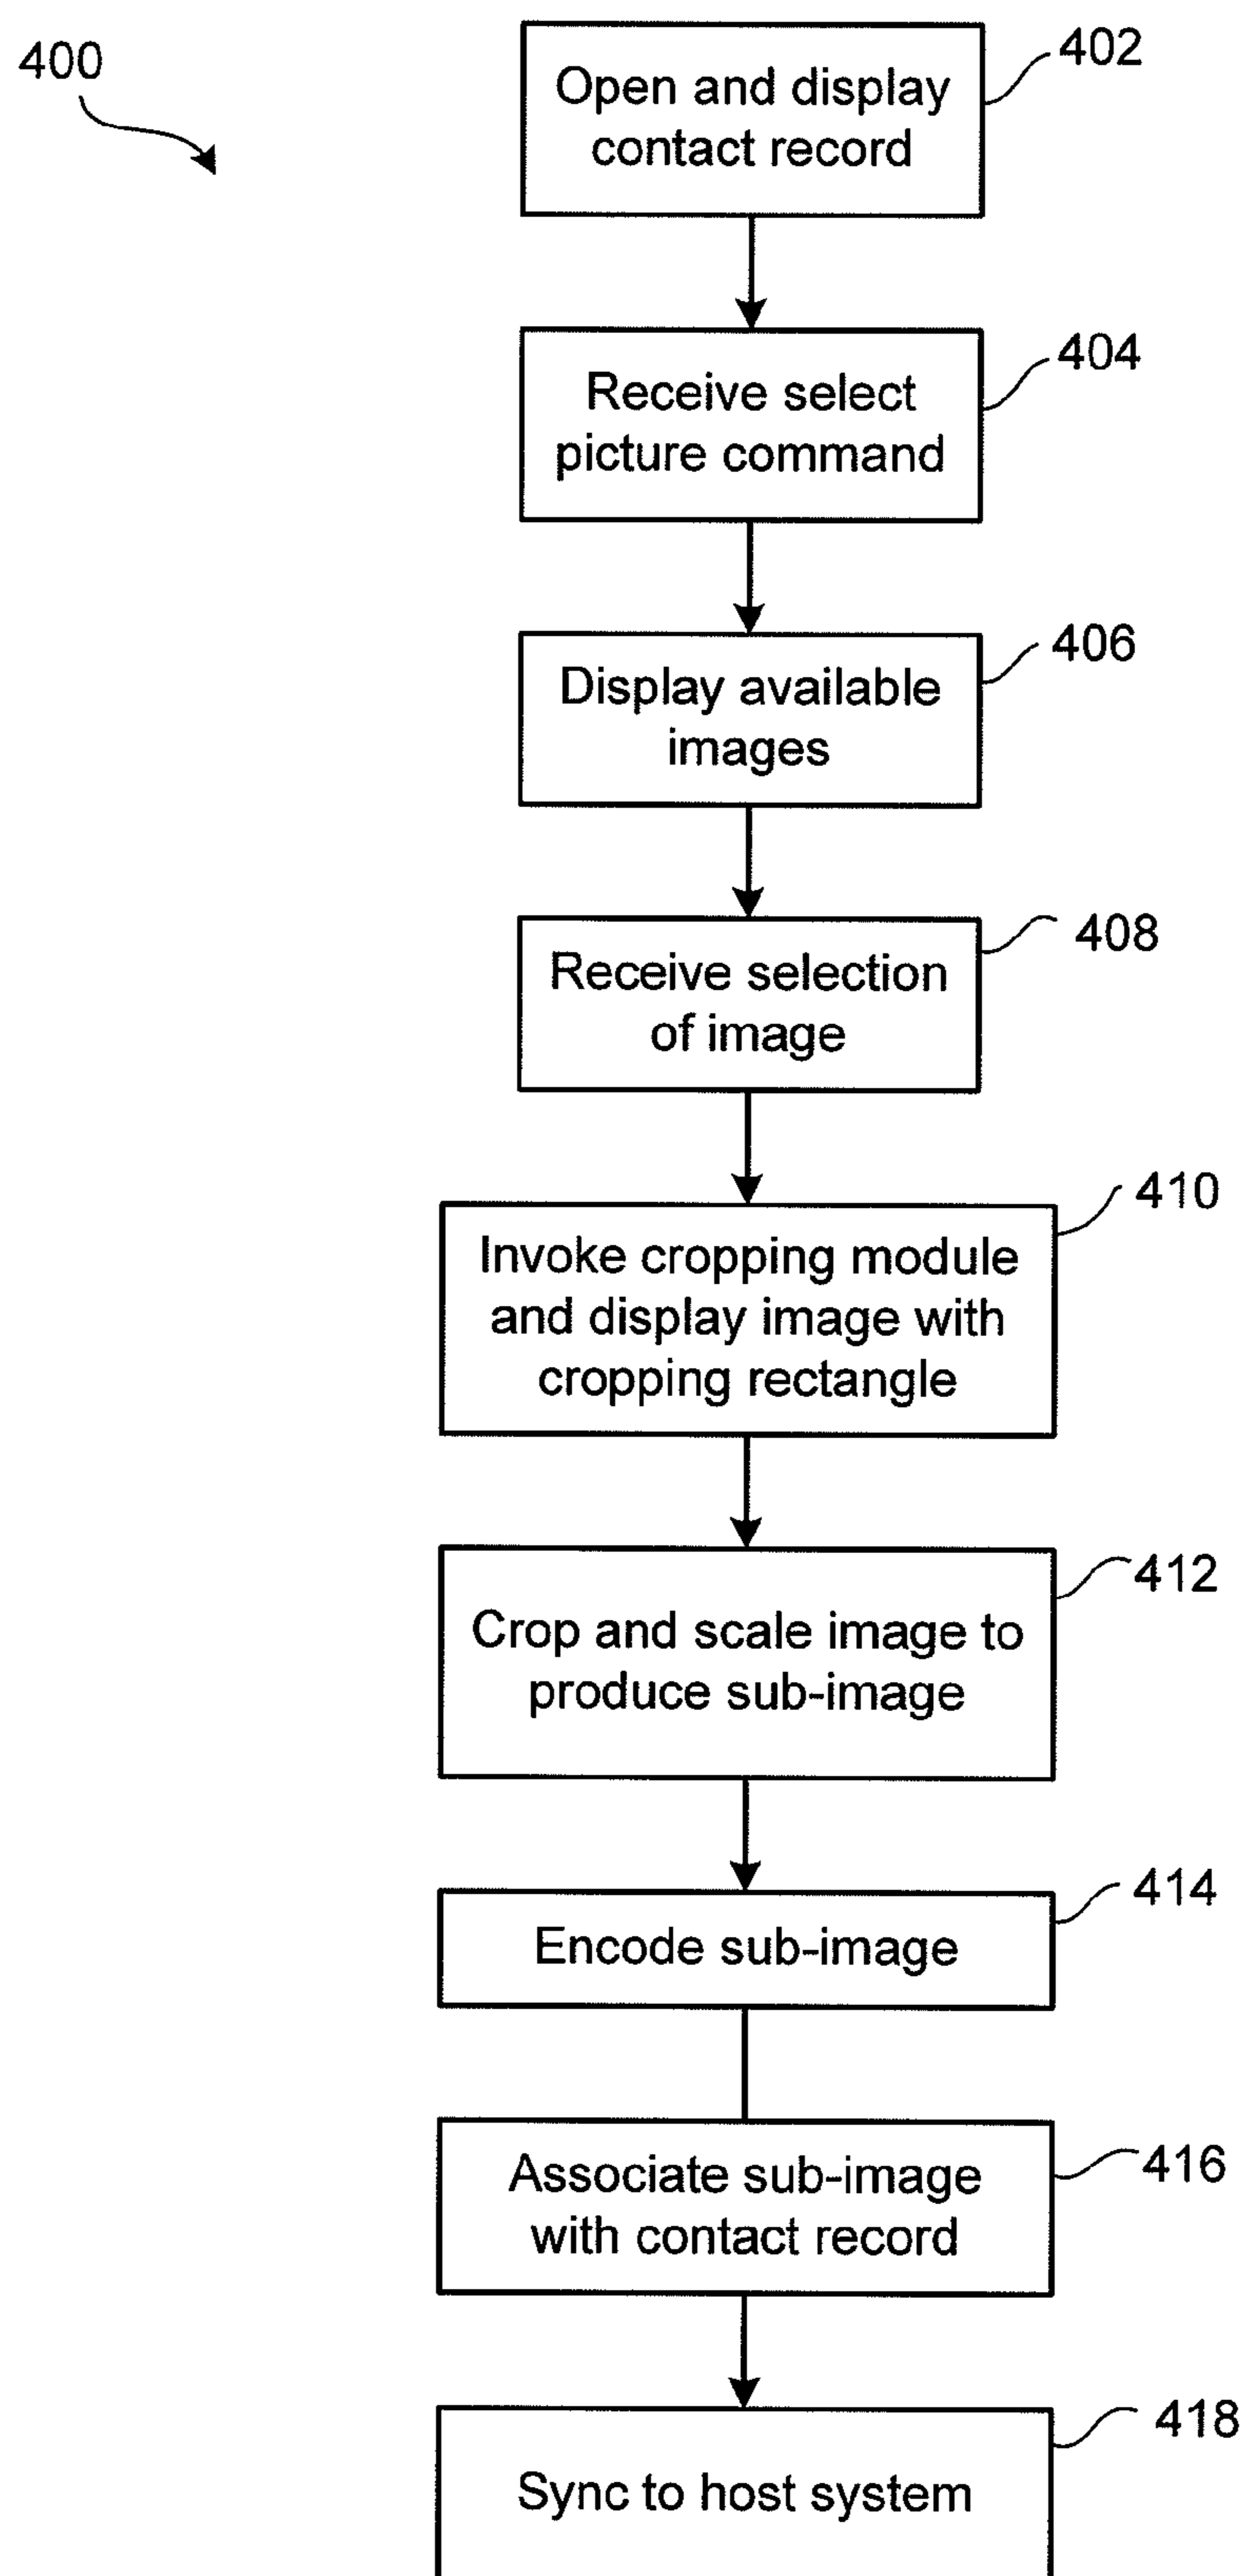 400
402
Open and display
contact record
404
Receive select
picture command
406
Display available
images
408
Receive selection
of image
410
Invoke cropping module
and display image with
cropping rectangle
412
Crop and scale image to
produce sub-image
414
Encode sub-image
416
Associate sub-image
with contact record
418
Sync to host system